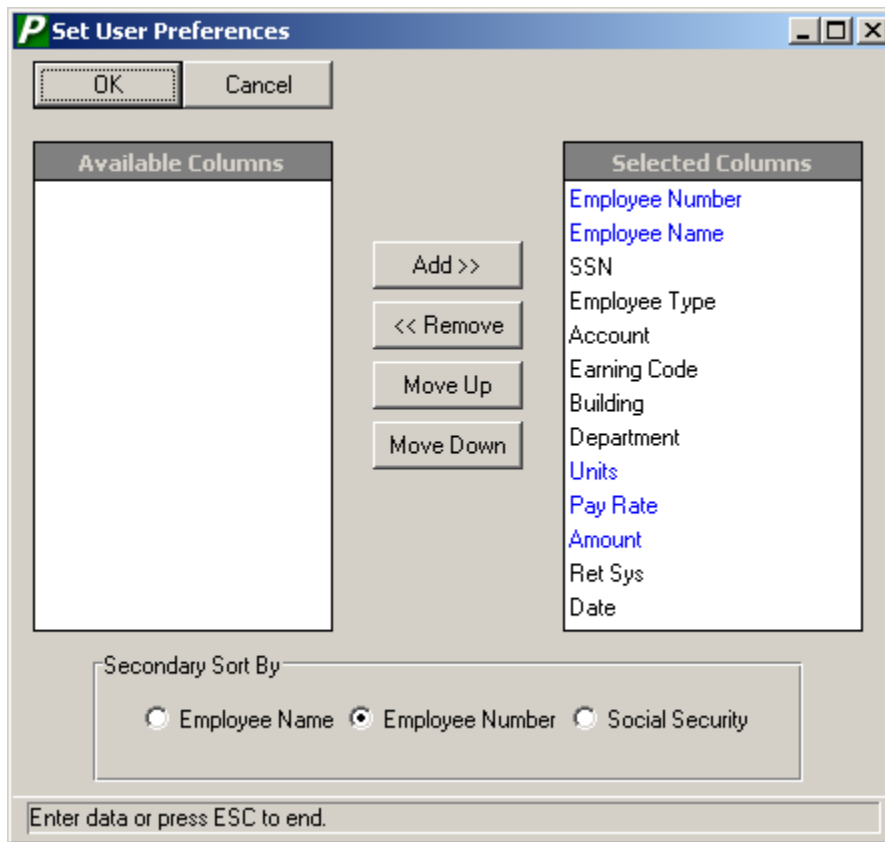 P Set User Preferences
OK Cancel
Available Columns
Selected Columns
Employee Number
Employee Name
SSN
Employee Type
Account
Earning Code
Building
Department
Units
Pay Rate
Amount
Ret Sys
Date
Add >>
<< Remove
Move Up
Move Down
Secondary Sort By
Employee Name Employee Number Social Security
Enter data or press ESC to end.